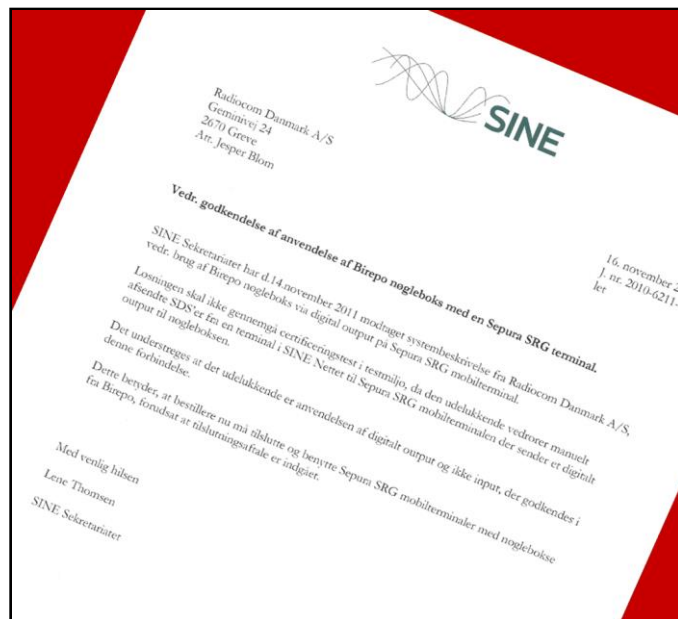 SINE
Radiocom Danmark A/S
Geminivej 24
2670 Greve
Att. Jesper Blom
16. november 2
J. nr. 2010-6211-
let
Vedr. godkendelse af anvendelse af Birepo nøgleboks med en Sepura SRG terminal.
SINE Sekretariatet har d.14.november 2011 modtaget systembeskrivelse fra Radiocom Danmark A/S,
vedr. brug af Birepo nøgleboks via digital output på Sepura SRG mobilterminal.
Løsningen skal ikke gennemgå certificeringstest i testmiljø, da den udelukkende vedrører manuelt
afsendte SDS'er fra en terminal i SINE Nettet til Sepura SRG mobilterminalen der sender et digitalt
output til nøgleboksen.
Det understreges at det udelukkende er anvendelsen af digitalt output og ikke input, der godkendes i
denne forbindelse.
Dette betyder, at bestillere nu må tilslutte og benytte Sepura SRG mobilterminaler med nøglebokse
fra Birepo, forudsat at tilslutningsaftale er indgået.
Med venlig hilsen
Lene Thomsen
SINE Sekretariatet